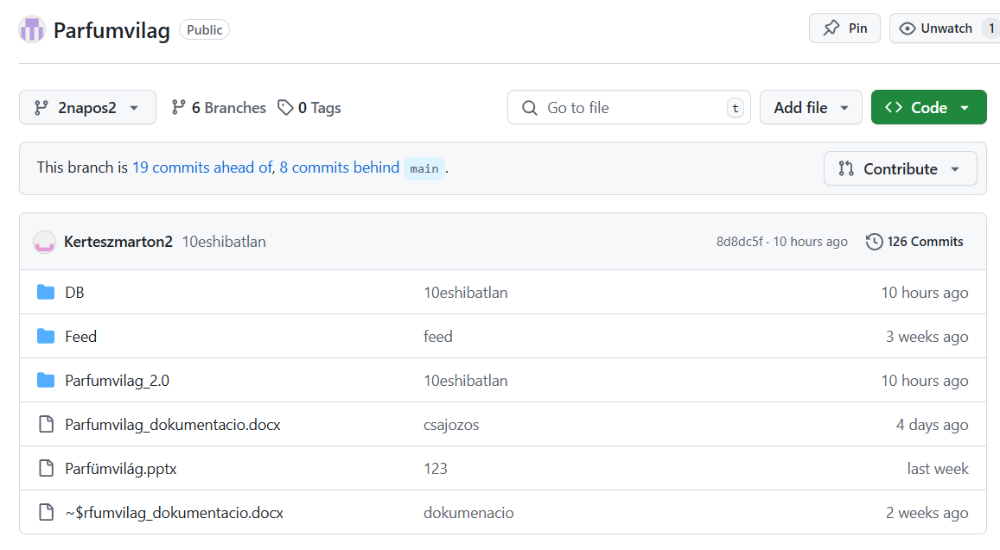 Parfumvilag Public Pin Unwatch 1
2napos2 6 Branches 0 Tags Go to file t Add file Code
This branch is 19 commits ahead of, 8 commits behind main . Contribute
Kerteszmarton2 10eshibatlan 8d8dc5f · 10 hours ago 126 Commits
DB 10eshibatlan 10 hours ago
Feed feed 3 weeks ago
Parfumvilag_2.0 10eshibatlan 10 hours ago
Parfumvilag_dokumentacio.docx csajozos 4 days ago
Parfümvilág.pptx 123 last week
~$rfumvilag_dokumentacio.docx dokumenacio 2 weeks ago